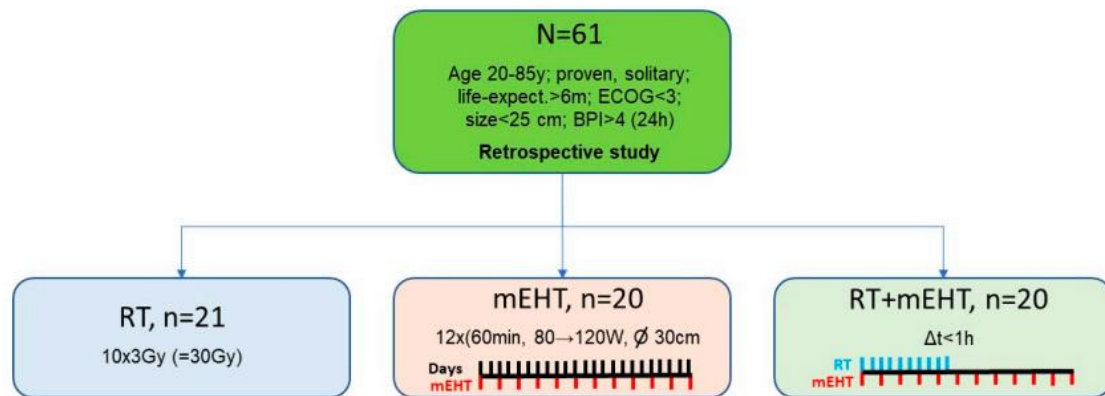 N=61
Age 20-85y; proven, solitary;
life-expect.>6m; ECOG<3;
size<25 cm; BPI>4 (24h)
Retrospective study
RT, n=21
10x3Gy (=30Gy)
mEHT, n=20
12x(60min, 80→120W, Ø 30cm
Days
mEHT
RT+mEHT, n=20
Δt<1h
RT
mEHT